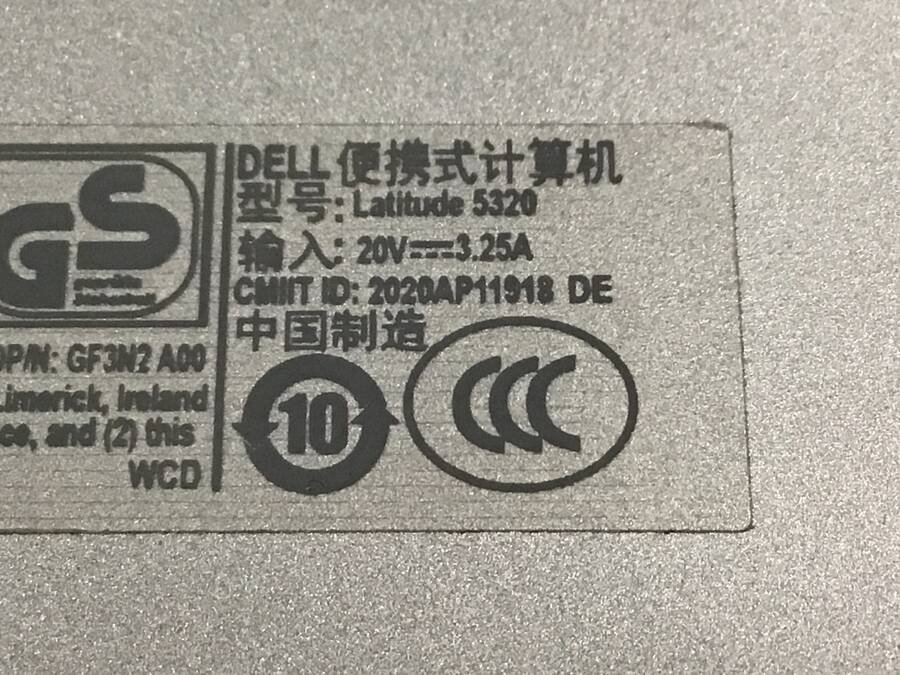 GS
DP/N: GF3N2 A00
Limerick, Ireland
ce, and (2) this
WCD
DELL 便携式计算机
型号: Latitude 5320
输入: 20V⎓3.25A
CMIIT ID: 2020AP11918 DE
中国制造
10
CCC